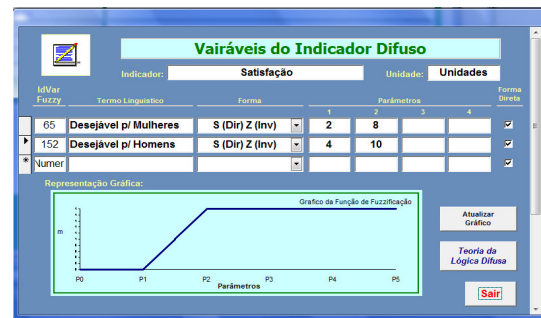 Vairáveis do Indicador Difuso
Indicador: Satisfação Unidade: Unidades
IdVar Fuzzy Termo Linguístico Forma Parâmetros Forma Direta
1 2 3 4
65 Desejável p/ Mulheres S (Dir) Z (Inv) 2 8
152 Desejável p/ Homens S (Dir) Z (Inv) 4 10
* Numer
Representação Gráfica:
Grafico da Função de Fuzzificação
m
P0 P1 P2 P3 P4 P5
Parâmetros
Atualizar Gráfico
Teoria da Lógica Difusa
Sair